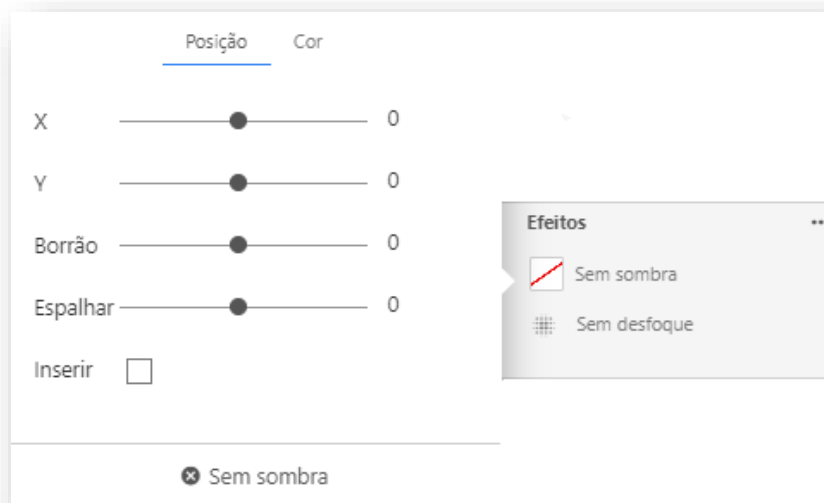 Posição Cor
X 0
Y 0
Borrão 0
Espalhar 0
Inserir
Sem sombra
Efeitos
Sem sombra
Sem desfoque